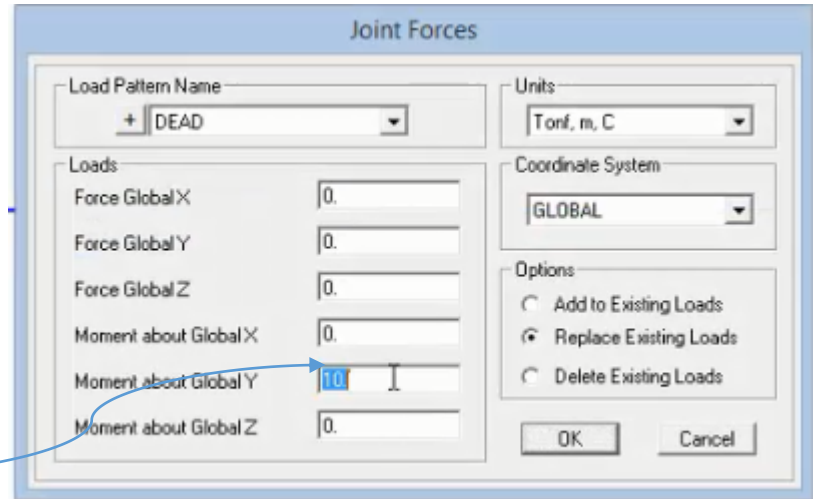 Joint Forces
Load Pattern Name
+ DEAD
Units
Tonf, m, C
Loads
Force Global X 0.
Force Global Y 0.
Force Global Z 0.
Moment about Global X 0.
Moment about Global Y 10.
Moment about Global Z 0.
Coordinate System
GLOBAL
Options
Add to Existing Loads
Replace Existing Loads
Delete Existing Loads
OK Cancel